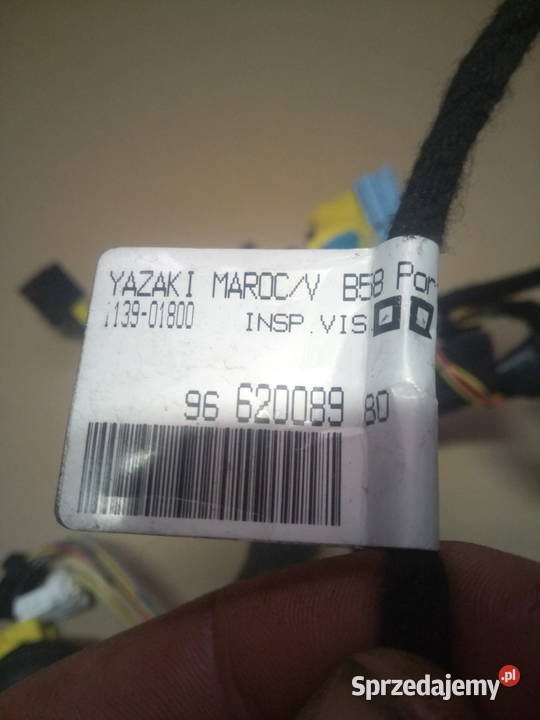 YAZAKI MAROC/V B58 Por
1139-01800 INSP.VIS.
96 620089 80
Sprzedajemy.pl